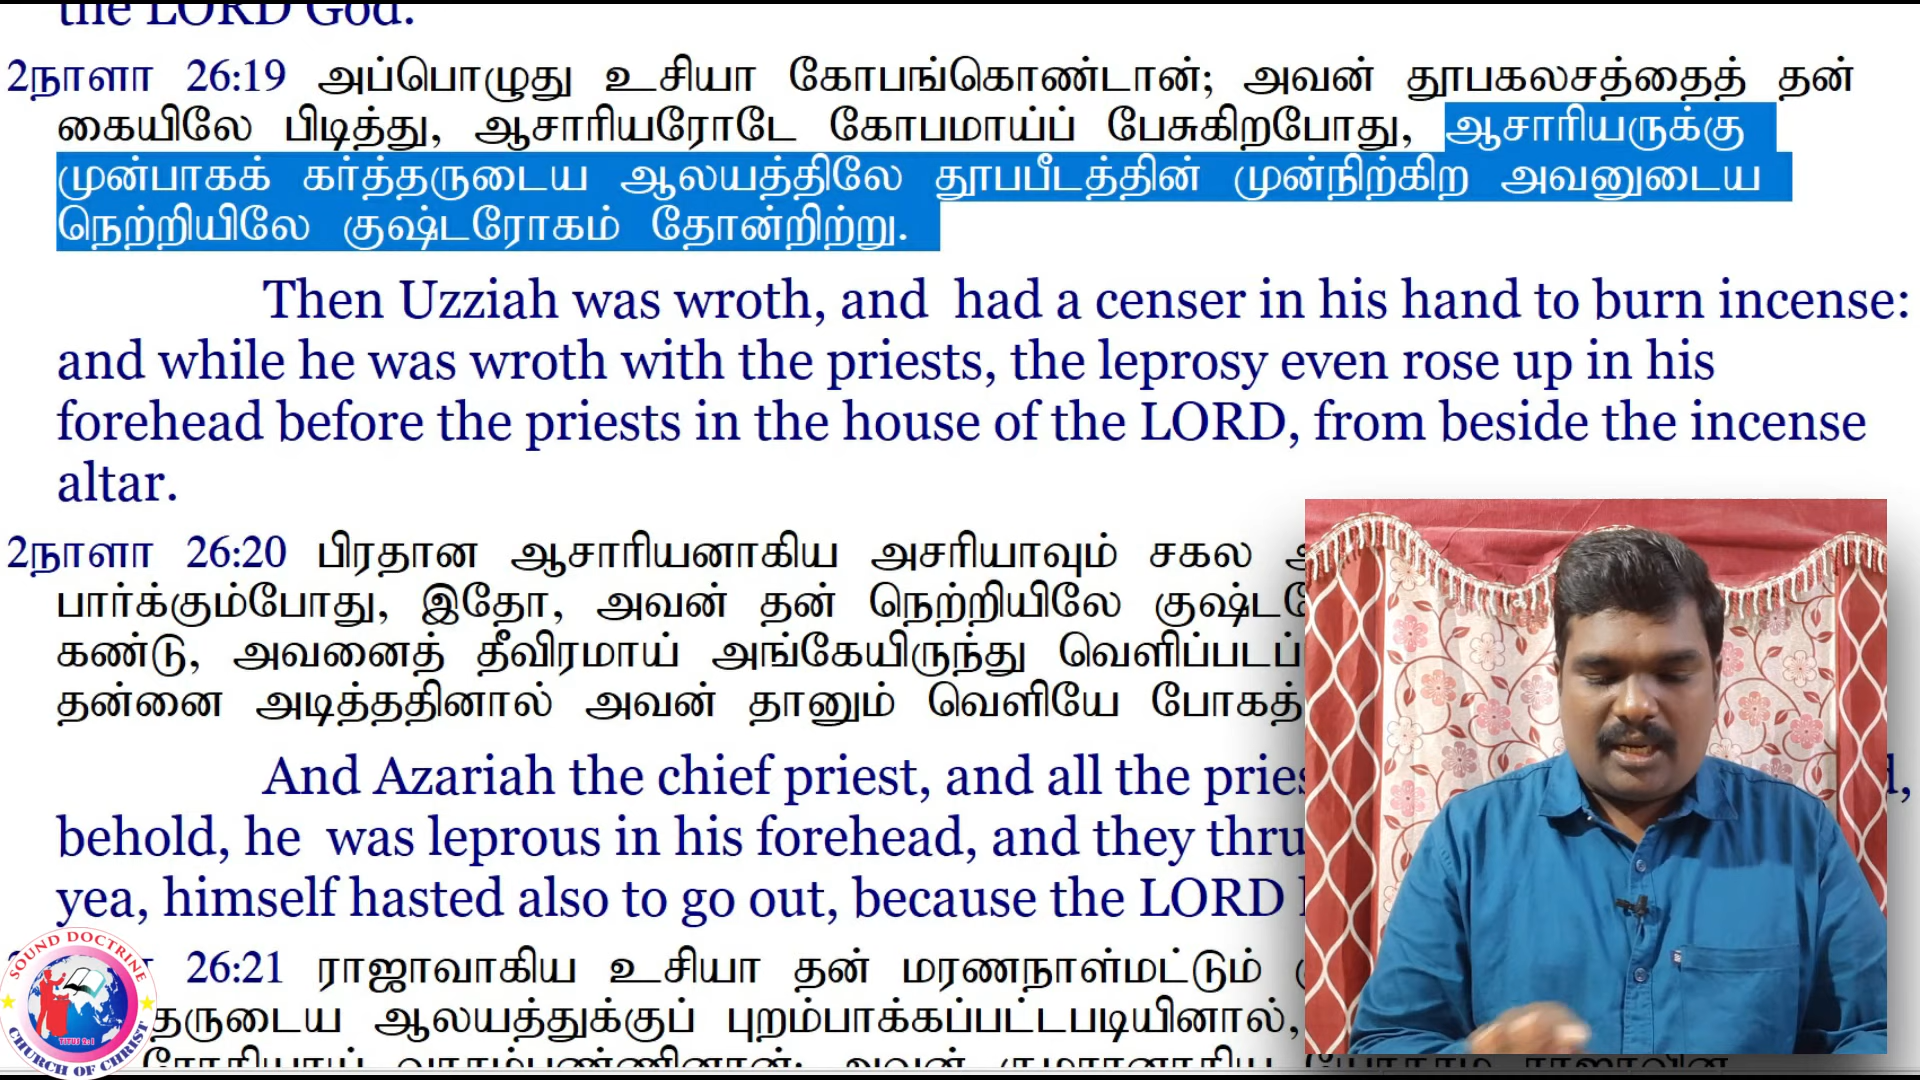 the LORD God.
2நாளா 26:19 அப்பொழுது உசியா கோபங்கொண்டான்; அவன் தூபகலசத்தைத் தன்
கையிலே பிடித்து, ஆசாரியரோடே கோபமாய்ப் பேசுகிறபோது, ஆசாரியருக்கு
முன்பாகக் கர்த்தருடைய ஆலயத்திலே தூபபீடத்தின் முன்நிற்கிற அவனுடைய
நெற்றியிலே குஷ்டரோகம் தோன்றிற்று.
Then Uzziah was wroth, and had a censer in his hand to burn incense:
and while he was wroth with the priests, the leprosy even rose up in his
forehead before the priests in the house of the LORD, from beside the incense
altar.
2நாளா 26:20 பிரதான ஆசாரியனாகிய அசரியாவும் சகல
பார்க்கும்போது, இதோ, அவன் தன் நெற்றியிலே
கண்டு, அவனைத் தீவிரமாய் அங்கேயிருந்து
தன்னை அடித்ததினால் அவன் தானும் வெளியே
And Azariah the chief priest, and all the
behold, he was leprous in his forehead, and they
yea, himself hasted also to go out, because the LORD
26:21 ராஜாவாகிய உசியா தன் மரணநாள்மட்டும்
ஆலயத்துக்குப் புறம்பாக்கப்பட்டபடியினால்,
SOUND DOCTRINE
TITUS 2:1
CHURCH OF CHRIST